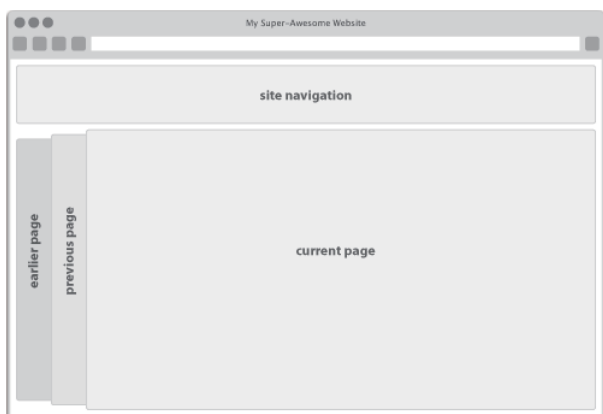 My Super-Awesome Website
site navigation
earlier page
previous page
current page